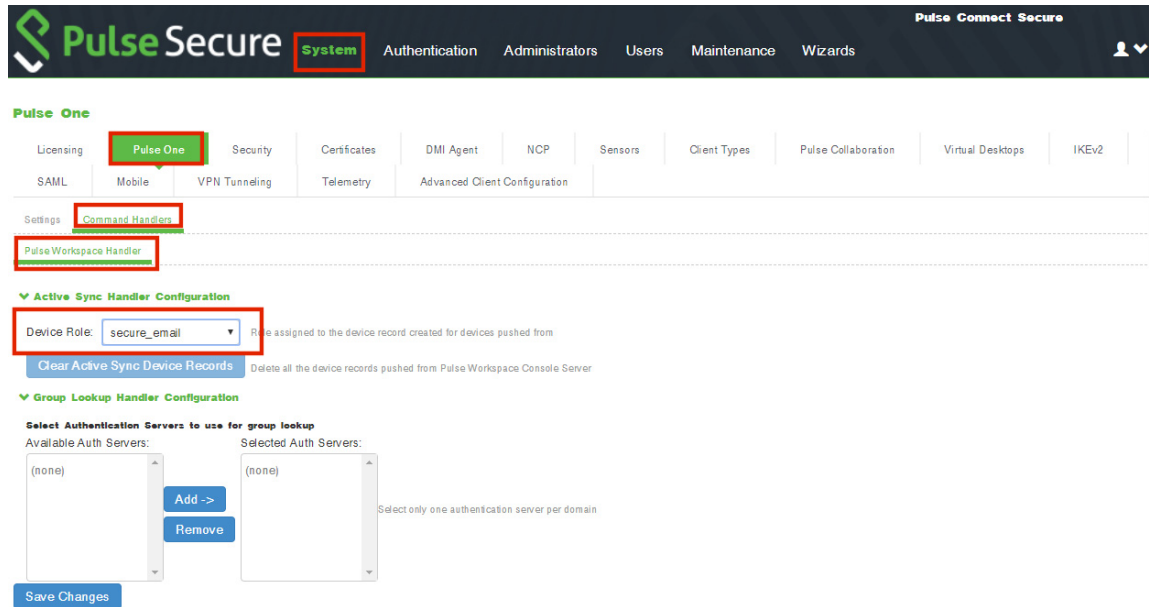 Pulse Connect Secure
Pulse Secure System Authentication Administrators Users Maintenance Wizards
Pulse One
Licensing Pulse One Security Certificates DMI Agent NCP Sensors Client Types Pulse Collaboration Virtual Desktops IKEv2
SAML Mobile VPN Tunneling Telemetry Advanced Client Configuration
Settings Command Handlers
Pulse Workspace Handler
Active Sync Handler Configuration
Device Role: secure_email assigned to the device record created for devices pushed from
Clear Active Sync Device Records Delete all the device records pushed from Pulse Workspace Console Server
Group Lookup Handler Configuration
Select Authentication Servers to use for group lookup
Available Auth Servers: Selected Auth Servers:
(none) (none)
Add ->
Select only one authentication server per domain
Remove
Save Changes